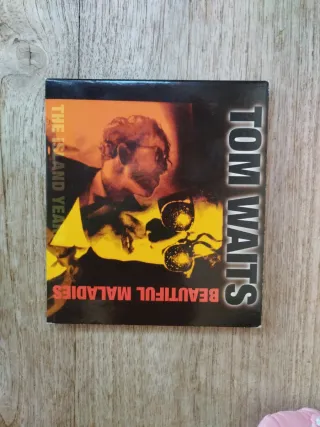 TOM WAITS
BEAUTIFUL MALADIES
THE ISLAND YEARS